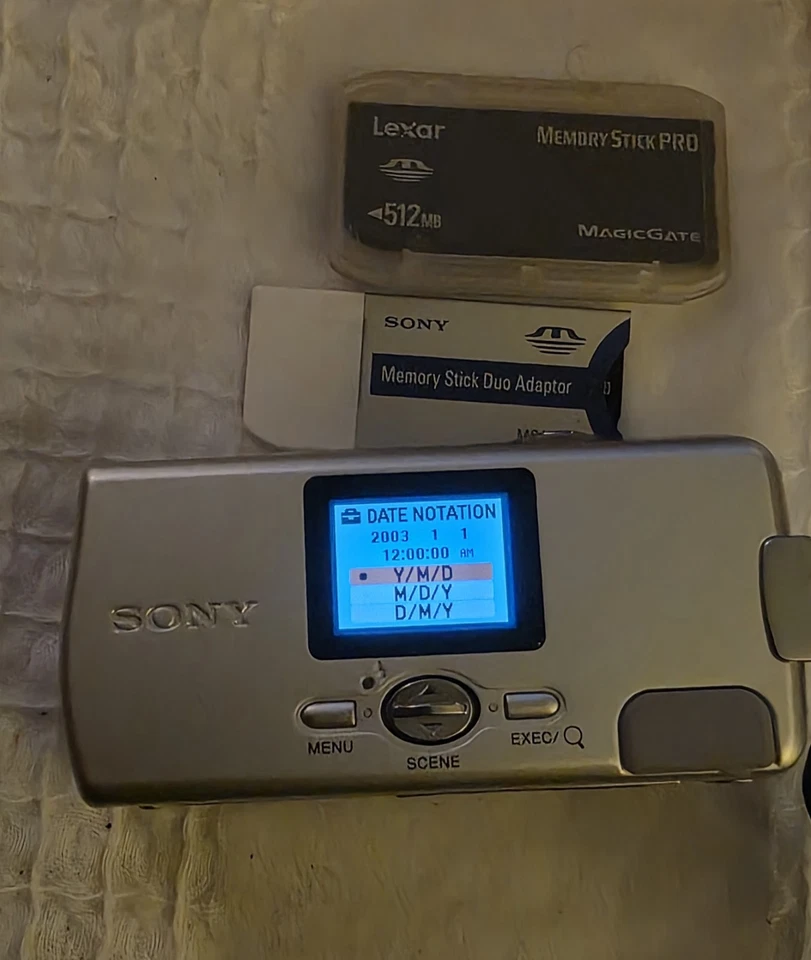 Lexar
MEMORY STICK PRO
◄512MB
MAGICGATE
SONY
Memory Stick Duo Adaptor
DATE NOTATION
2003 1 1
12:00:00 AM
Y/M/D
M/D/Y
D/M/Y
SONY
MENU
SCENE
EXEC/